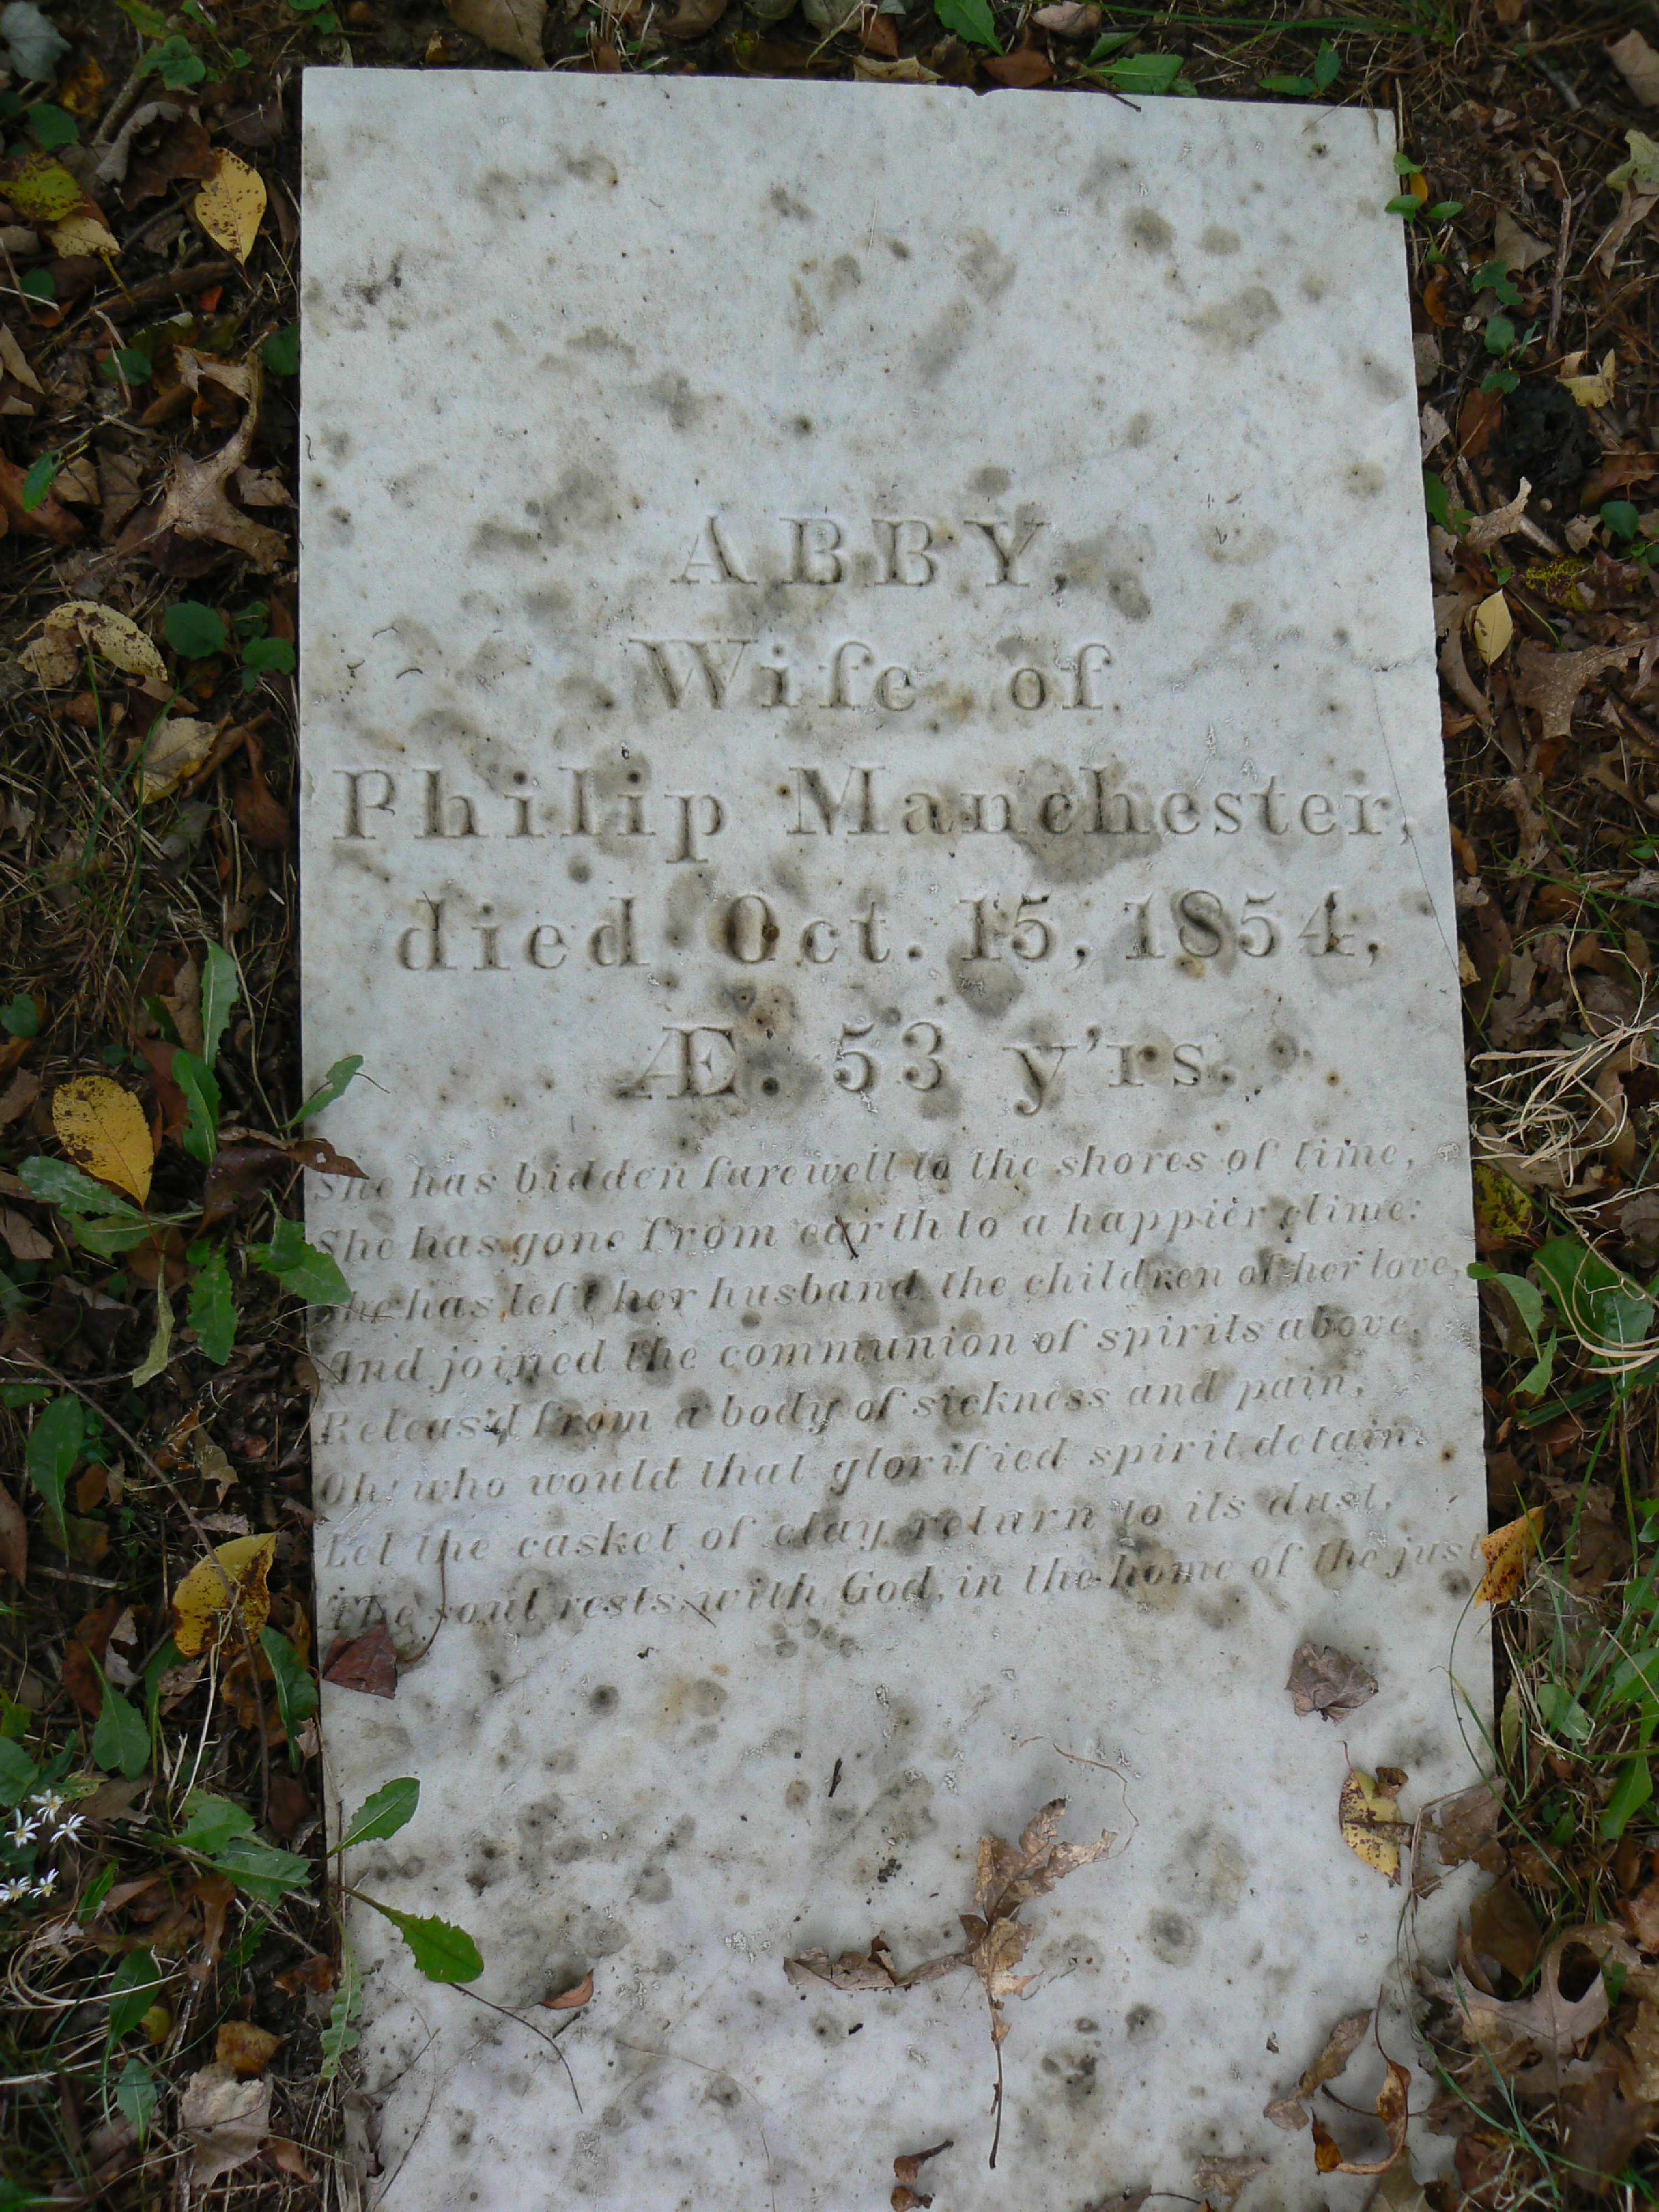 ABBY,
Wife of
Philip Manchester,
died Oct. 15, 1854,
Æ. 53 y'rs.
She has bidden farewell to the shores of time,
She has gone from earth to a happier clime;
She has left her husband, the children of her love,
And joined the communion of spirits above,
Releas'd from a body of sickness and pain,
Oh! who would that glorified spirit detain.
Let the casket of clay return to its dust,
The soul rests with God, in the home of the just